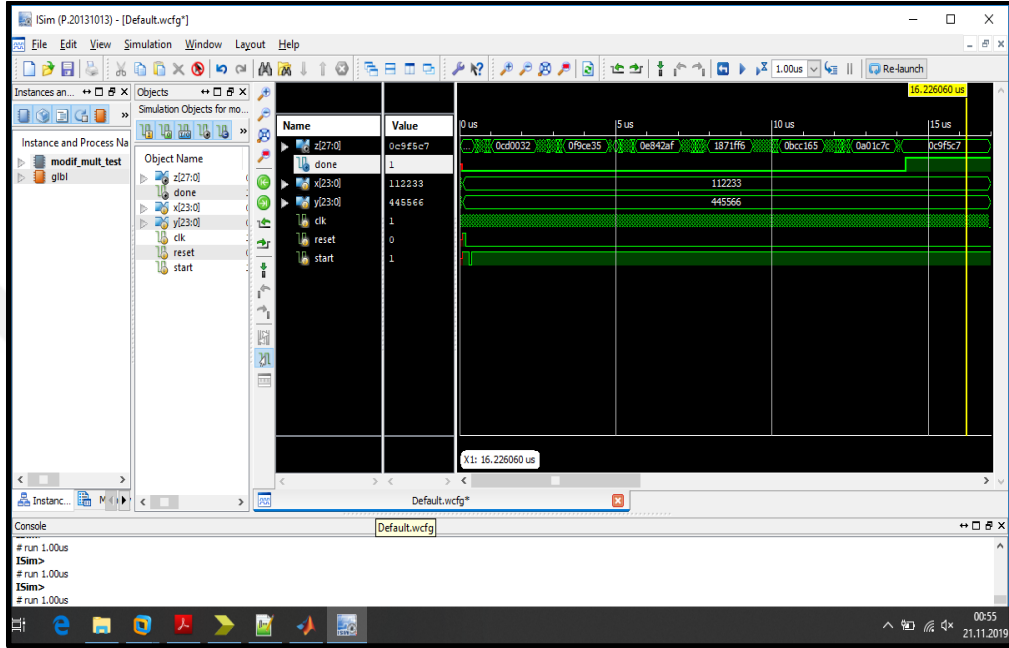 ISim (P.20131013) - [Default.wcfg*]
File Edit View Simulation Window Layout Help
1.00us Re-launch
Instances an...
Objects
Simulation Objects for mo...
Instance and Process Na
modif_mult_test
glbl
Object Name
z[27:0]
done
x[23:0]
y[23:0]
clk
reset
start
16.226060 us
Name Value 0 us 5 us 10 us 15 us
z[27:0] 0c9f5c7 ... 0cd0032 0f9ce35 0e842af 1871ff6 0bcc165 0a01c7c 0c9f5c7
done 1
x[23:0] 112233 112233
y[23:0] 445566 445566
clk 1
reset 0
start 1
X1: 16.226060 us
Instanc...
Default.wcfg*
Default.wcfg
Console
# run 1.00us
ISim>
# run 1.00us
ISim>
# run 1.00us
00:55
21.11.2019